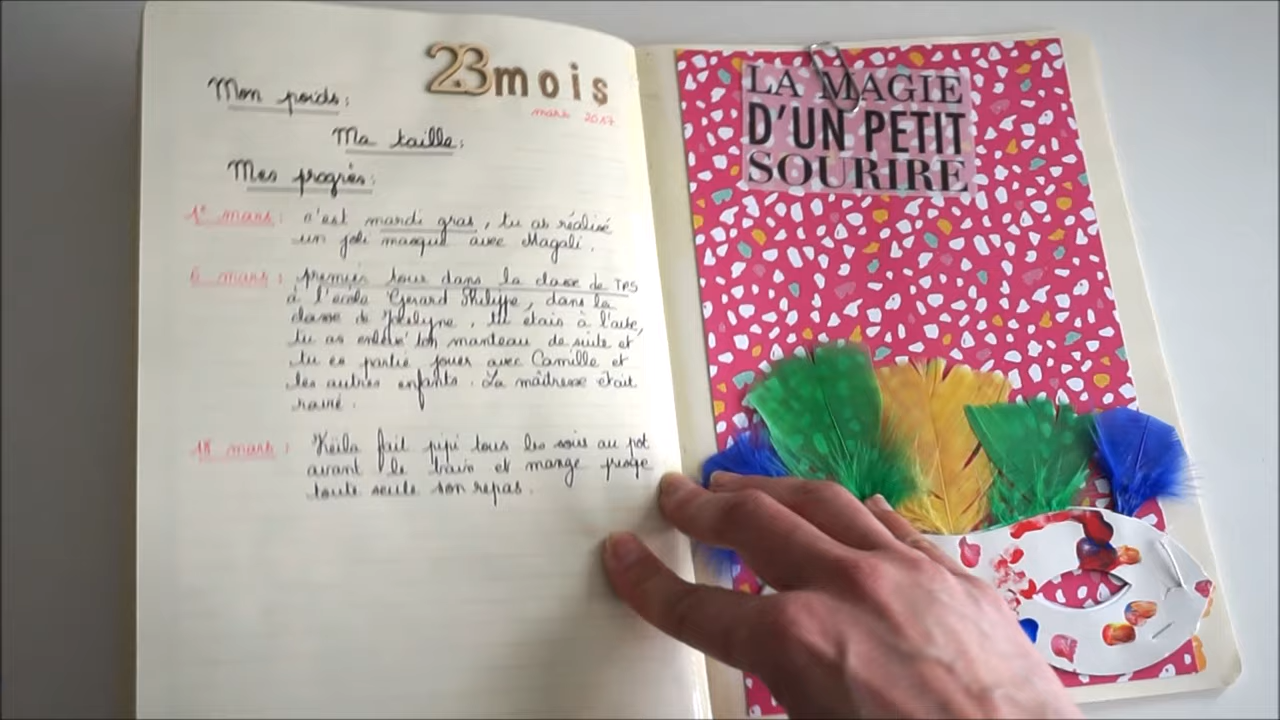 23 mois
mars 2017
Mon poids :
Ma taille :
Mes progrès :
1er mars : c'est mardi gras, tu as réalisé
un joli masque avec Magali.
6 mars : premier jour dans la classe de TPS
à l'école Gérard Philippe, dans la
classe de Jocelyne. tu étais à l'aise,
tu as enlevé ton manteau de suite et
tu es partie jouer avec Camille et
les autres enfants. La maîtresse était
ravie.
18 mars : Keïla fait pipi tous les soirs au pot
avant le bain et mange presque
toute seule son repas.
LA MAGIE
D'UN PETIT
SOURIRE